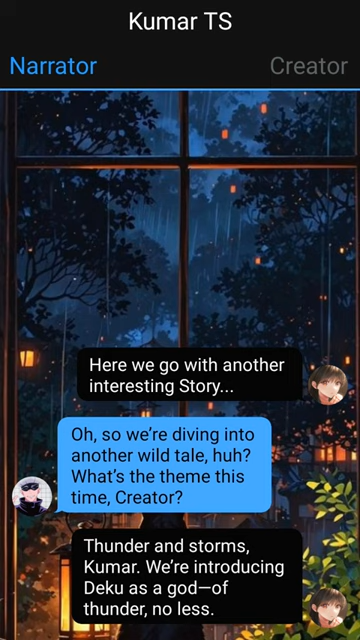 Kumar TS
Narrator
Creator
Here we go with another
interesting Story...
Oh, so we're diving into
another wild tale, huh?
What's the theme this
time, Creator?
Thunder and storms,
Kumar. We're introducing
Deku as a god—of
thunder, no less.